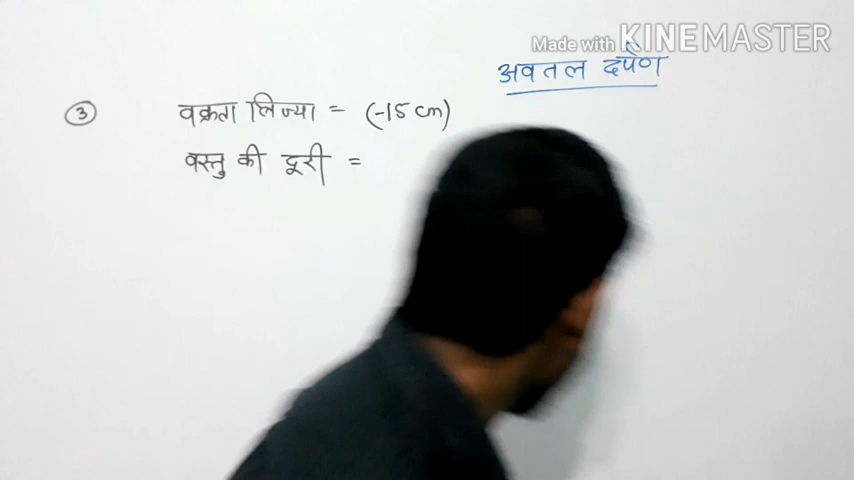 Made with KINEMASTER
अवतल दर्पण
③ वक्रता त्रिज्या = (-15 cm)
वस्तु की दूरी =